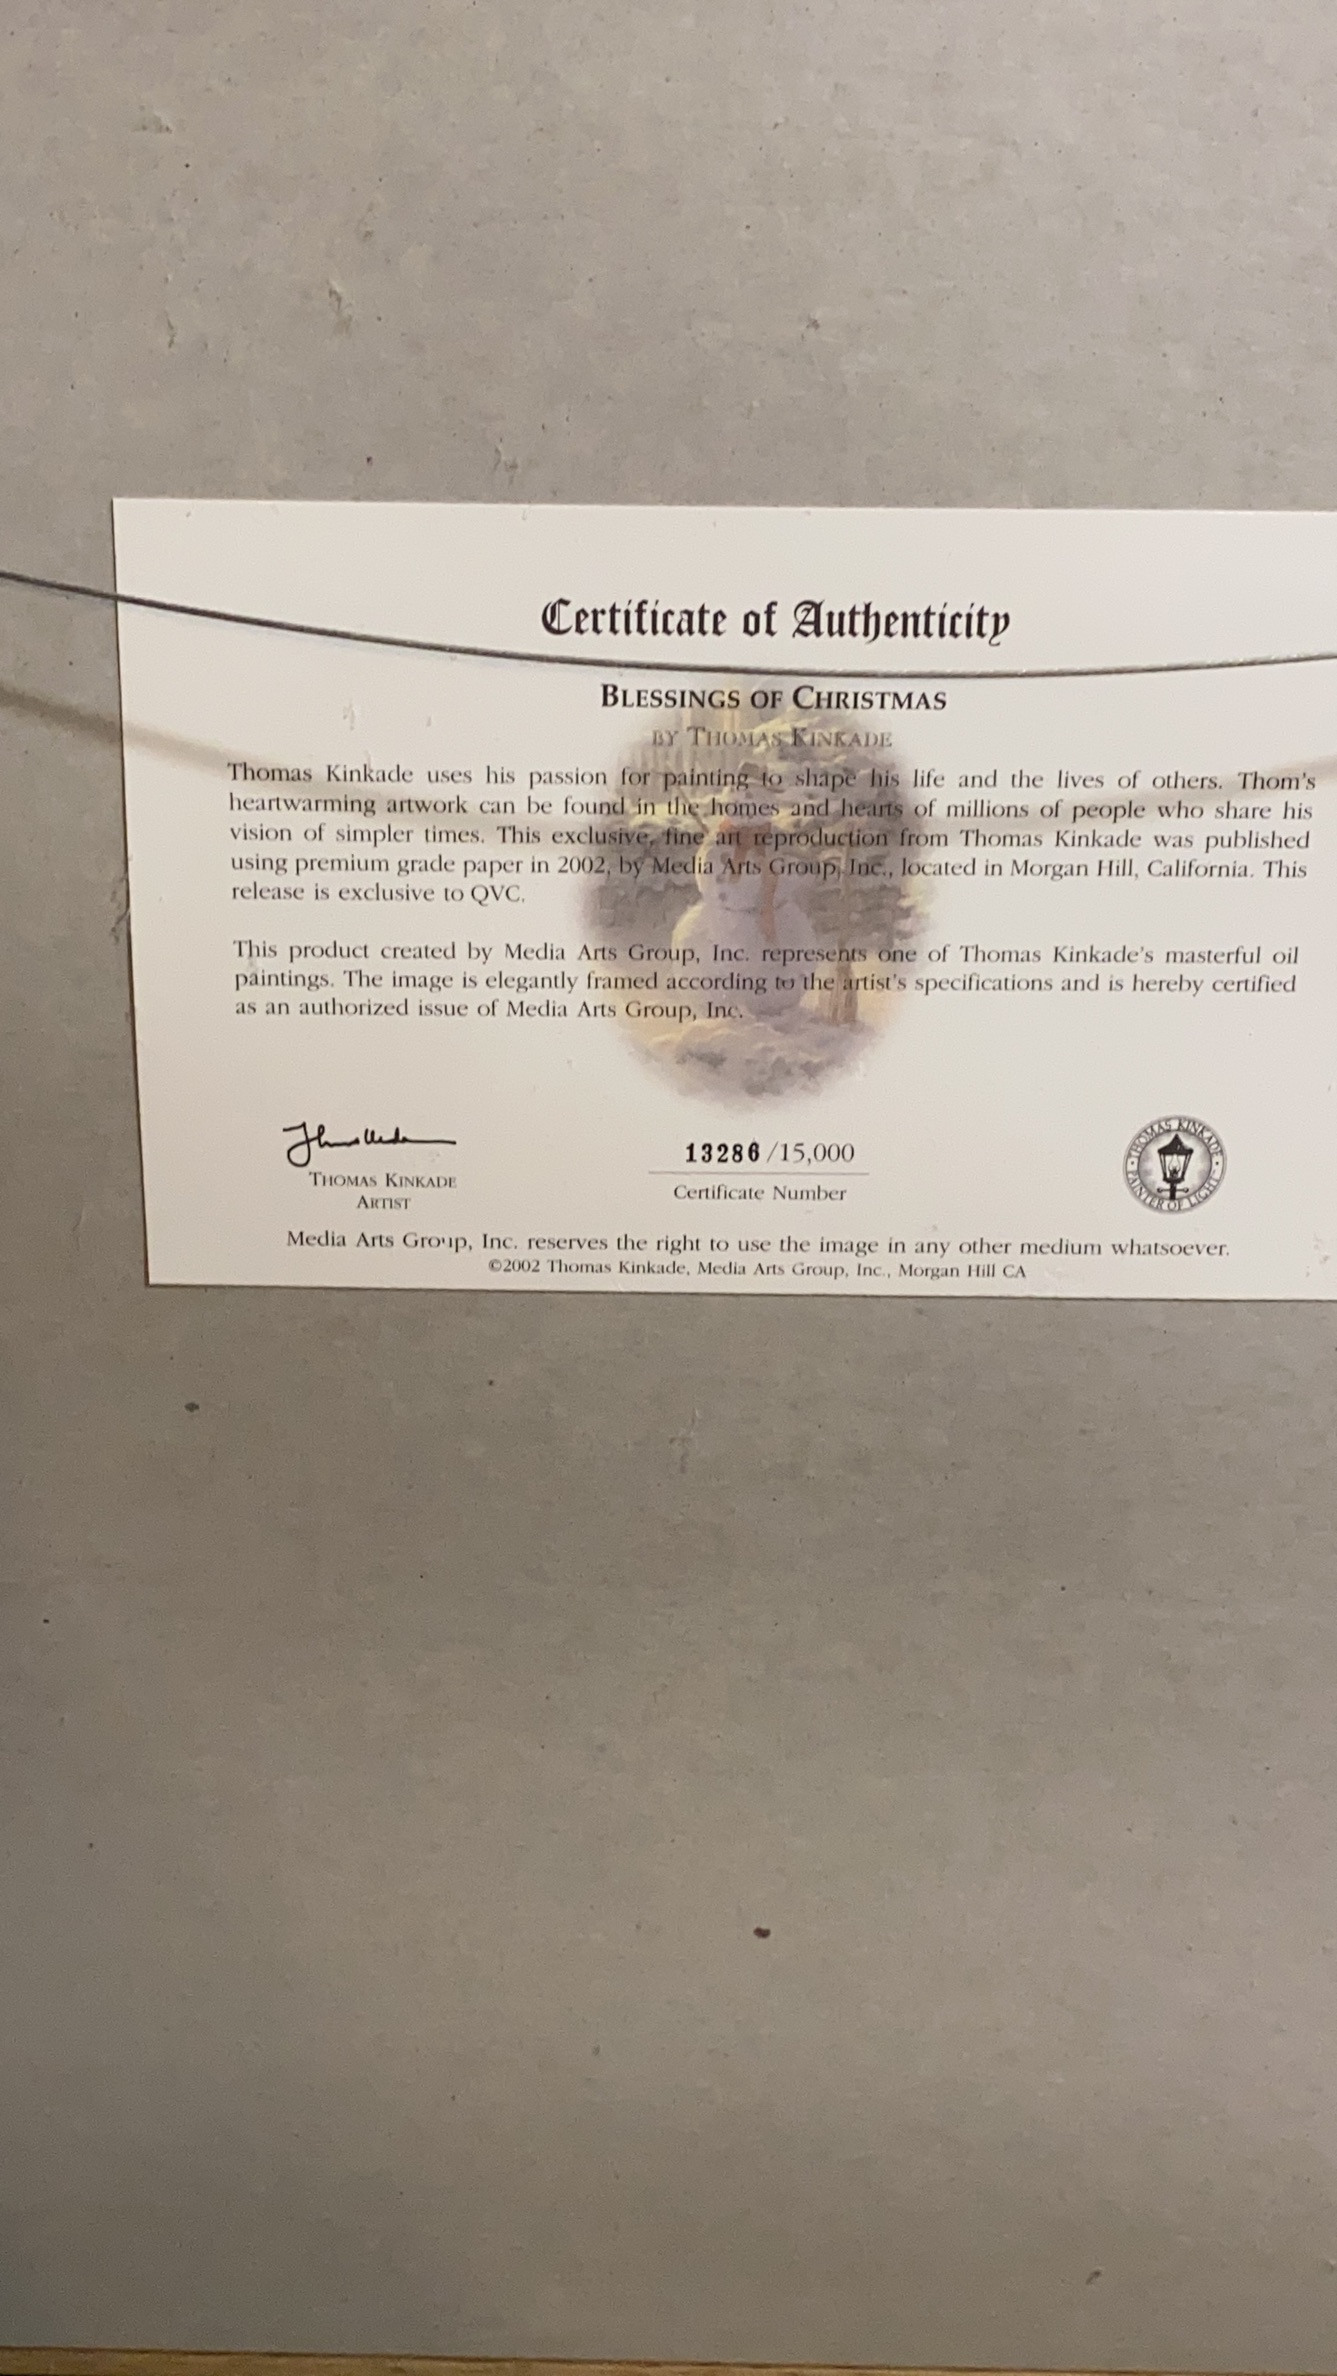 Certificate of Authenticity
BLESSINGS OF CHRISTMAS
BY THOMAS KINKADE
Thomas Kinkade uses his passion for painting to shape his life and the lives of others. Thom's
heartwarming artwork can be found in the homes and hearts of millions of people who share his
vision of simpler times. This exclusive, fine art reproduction from Thomas Kinkade was published
using premium grade paper in 2002, by Media Arts Group, Inc., located in Morgan Hill, California. This
release is exclusive to QVC.
This product created by Media Arts Group, Inc. represents one of Thomas Kinkade's masterful oil
paintings. The image is elegantly framed according to the artist's specifications and is hereby certified
as an authorized issue of Media Arts Group, Inc.
THOMAS KINKADE
ARTIST
13286/15,000
Certificate Number
THOMAS KINKADE
PAINTER OF LIGHT
Media Arts Group, Inc. reserves the right to use the image in any other medium whatsoever.
©2002 Thomas Kinkade, Media Arts Group, Inc., Morgan Hill CA